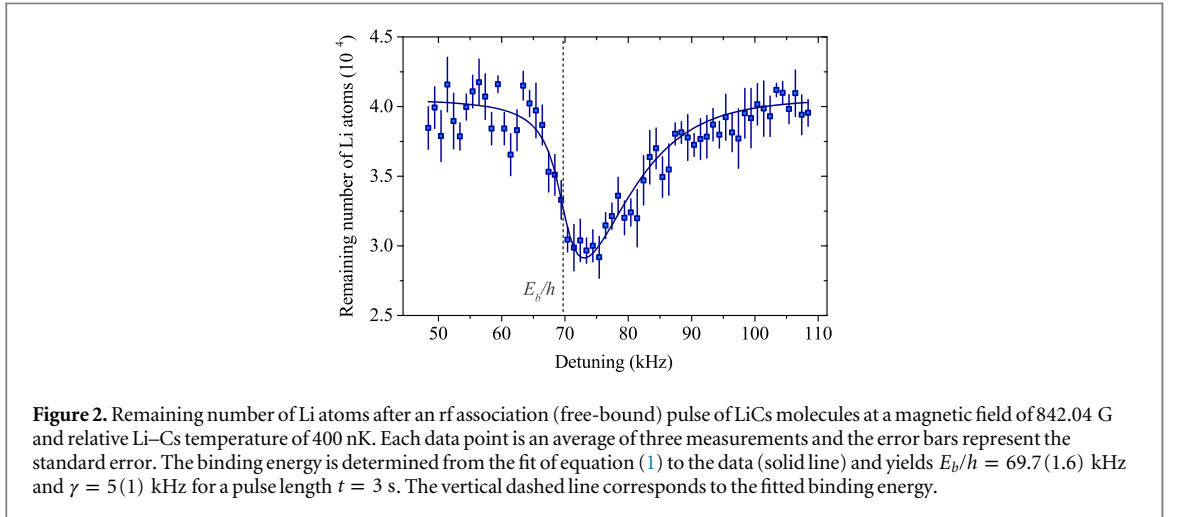 4.5
4.0
3.5
3.0
2.5
Remaining number of Li atoms (10⁴)
E_b/h
50 60 70 80 90 100 110
Detuning (kHz)
Figure 2. Remaining number of Li atoms after an rf association (free-bound) pulse of LiCs molecules at a magnetic field of 842.04 G
and relative Li–Cs temperature of 400 nK. Each data point is an average of three measurements and the error bars represent the
standard error. The binding energy is determined from the fit of equation (1) to the data (solid line) and yields E_b/h = 69.7(1.6) kHz
and γ = 5(1) kHz for a pulse length t = 3 s. The vertical dashed line corresponds to the fitted binding energy.